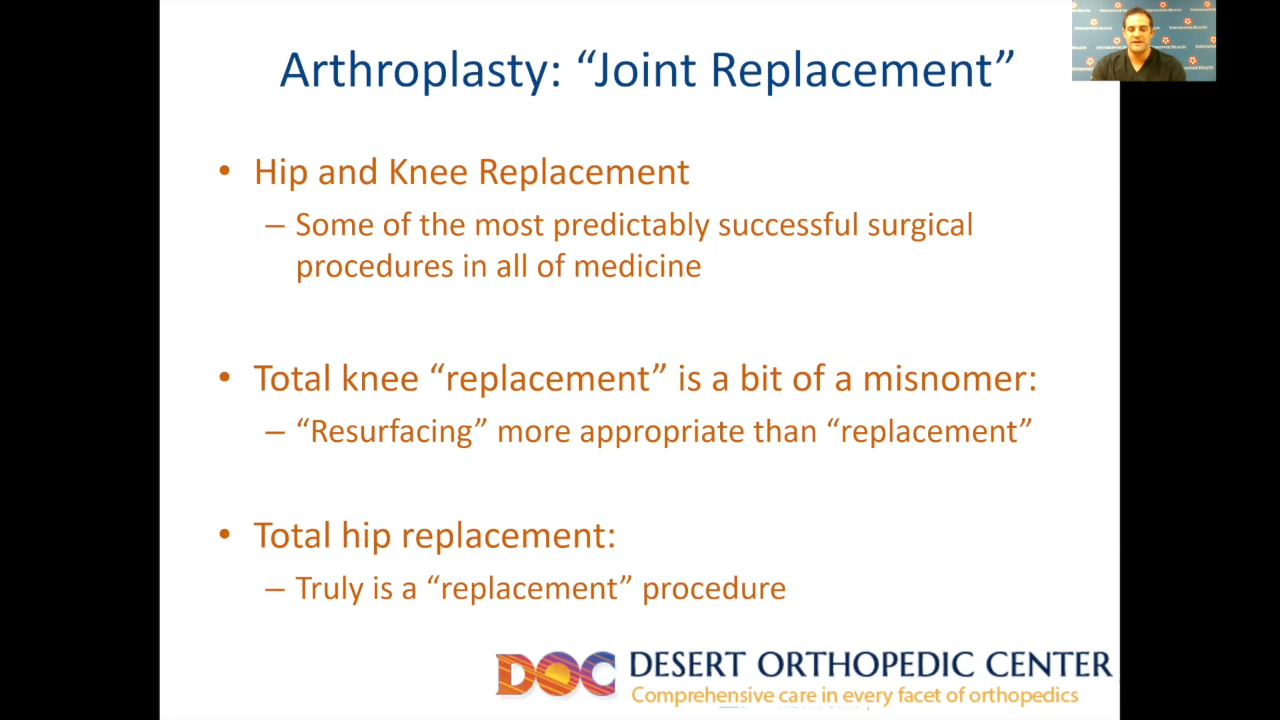 Arthroplasty: “Joint Replacement”
• Hip and Knee Replacement
– Some of the most predictably successful surgical
procedures in all of medicine
• Total knee “replacement” is a bit of a misnomer:
– “Resurfacing” more appropriate than “replacement”
• Total hip replacement:
– Truly is a “replacement” procedure
DOC DESERT ORTHOPEDIC CENTER
Comprehensive care in every facet of orthopedics